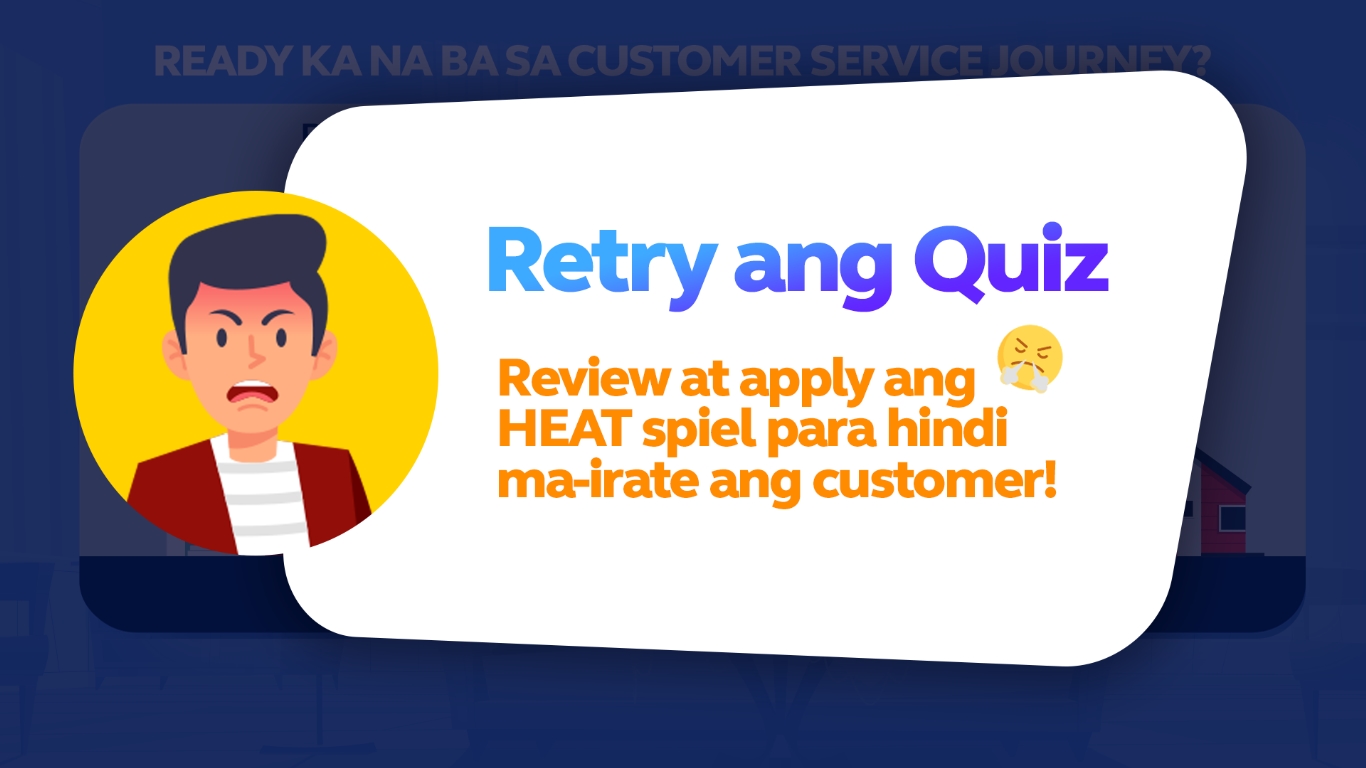 READY KA NA BA SA CUSTOMER SERVICE JOURNEY?
Retry ang Quiz
Review at apply ang
HEAT spiel para hindi
ma-irate ang customer!